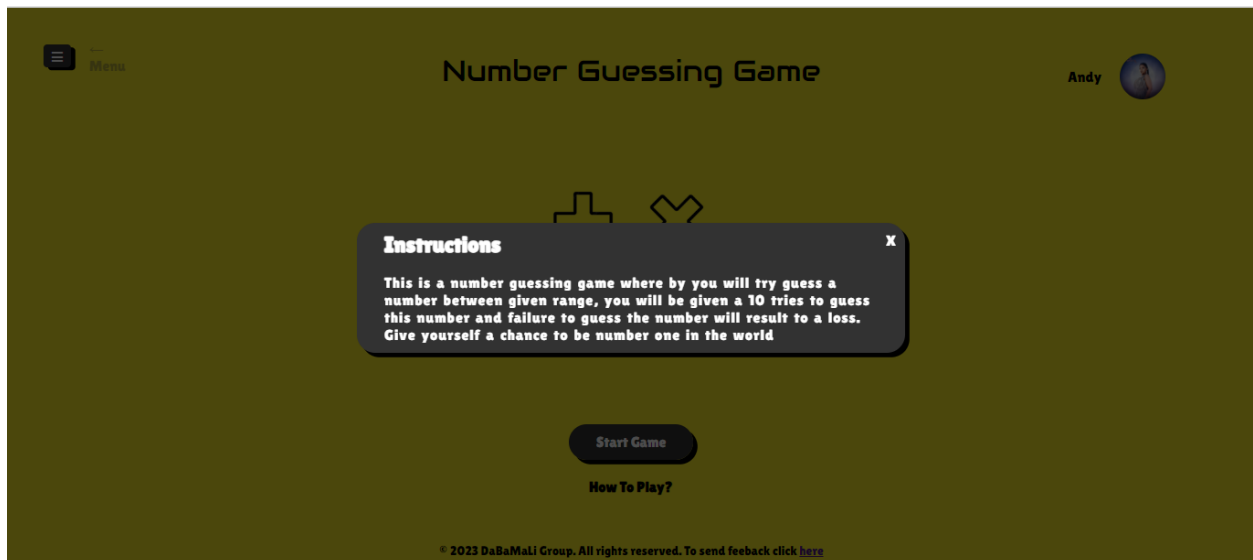 Menu
Number Guessing Game
Andy
Instructions
X
This is a number guessing game where by you will try guess a
number between given range, you will be given a 10 tries to guess
this number and failure to guess the number will result to a loss.
Give yourself a chance to be number one in the world
Start Game
How To Play?
© 2023 DaBaMaLi Group. All rights reserved. To send feeback click here